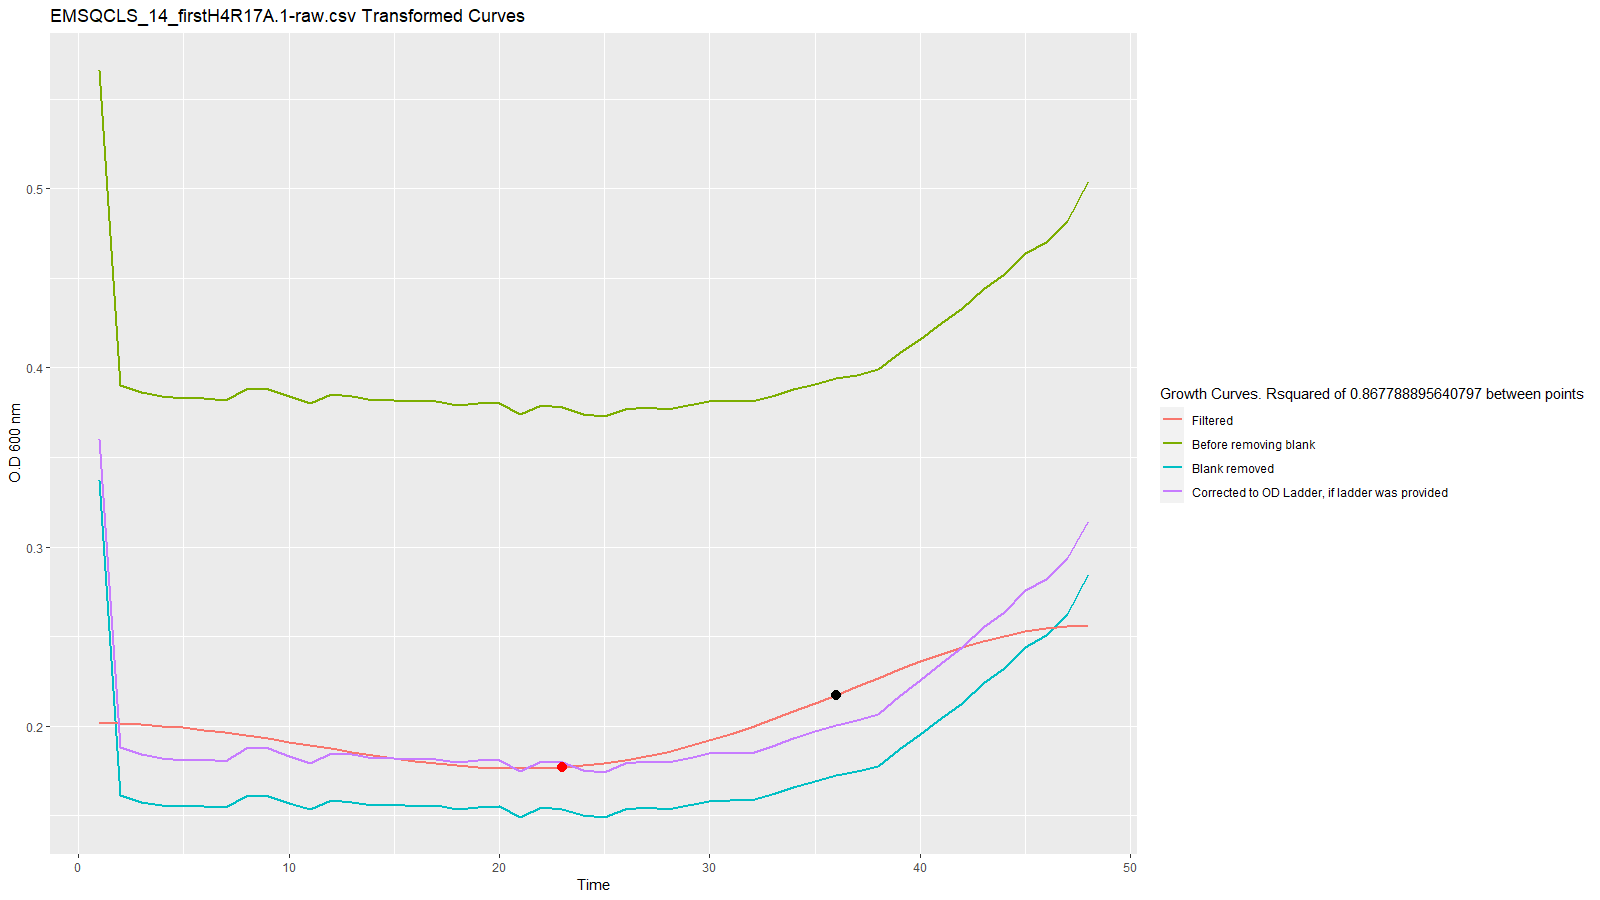 EMSQCLS_14_firstH4R17A.1-raw.csv Transformed Curves
O.D 600 nm
0.5
0.4
0.3
0.2
0 10 20 30 40 50
Time
Growth Curves. Rsquared of 0.867788895640797 between points
Filtered
Before removing blank
Blank removed
Corrected to OD Ladder, if ladder was provided